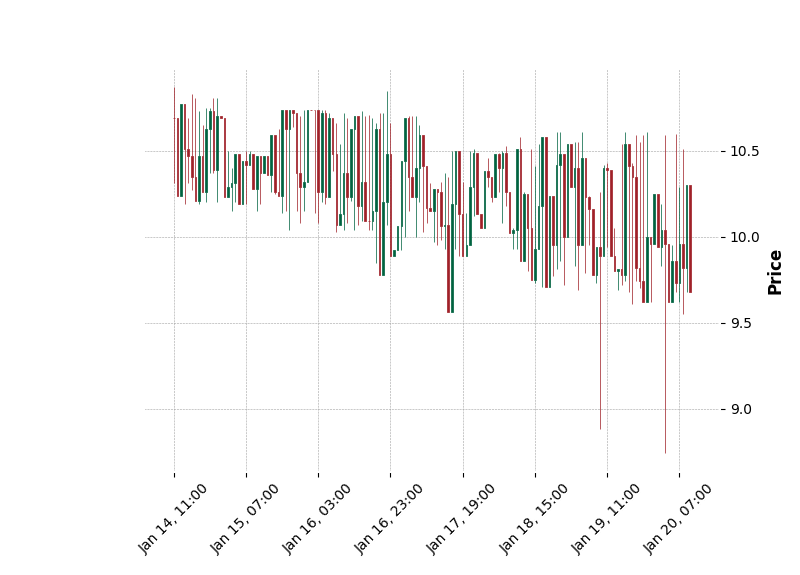 10.5
10.0
9.5
9.0
Price
Jan 14, 11:00
Jan 15, 07:00
Jan 16, 03:00
Jan 16, 23:00
Jan 17, 19:00
Jan 18, 15:00
Jan 19, 11:00
Jan 20, 07:00